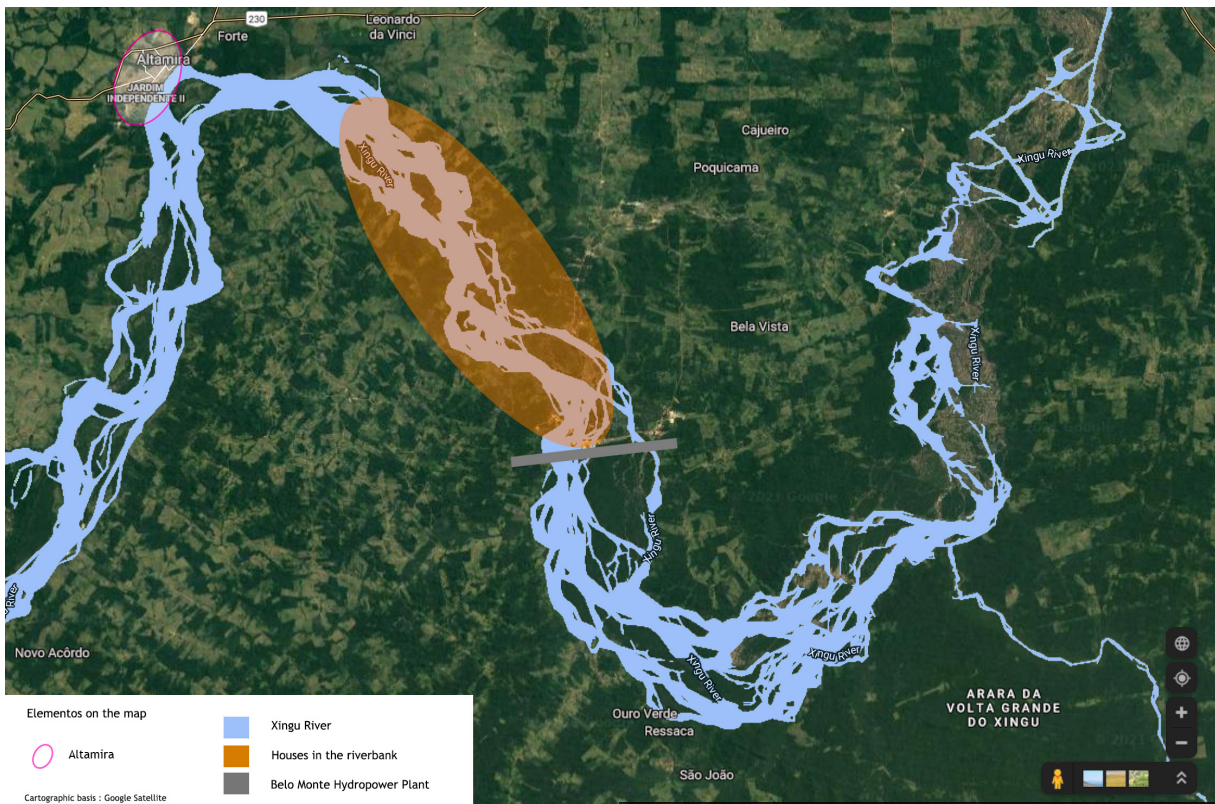 230
Forte
Leonardo
da Vinci
Altamira
JARDIM
INDEPENDENTE II
Cajueiro
Xingu River
Poquicama
Xingu River
Bela Vista
Xingu River
2021 Google
Xingu River
River
Novo Acôrdo
Xingu River
Xingu River
ARARA DA
VOLTA GRANDE
DO XINGU
Ouro Verde
Ressaca
São João
Elementos on the map
Altamira
Xingu River
Houses in the riverbank
Belo Monte Hydropower Plant
Cartographic basis : Google Satellite